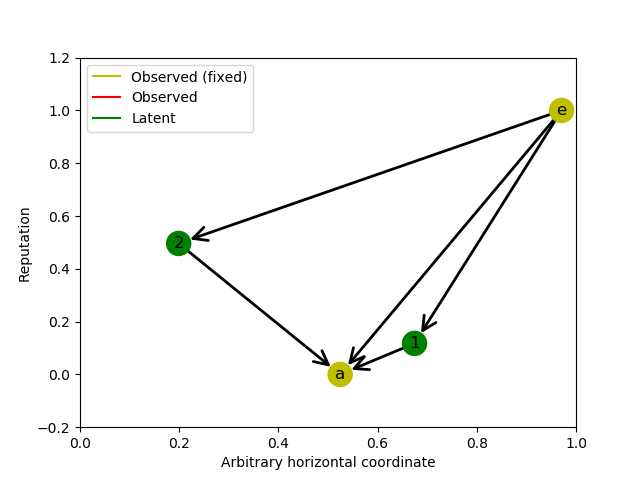 1.2
1.0
0.8
0.6
0.4
0.2
0.0
−0.2
Reputation
Observed (fixed)
Observed
Latent
e
2
1
a
0.0 0.2 0.4 0.6 0.8 1.0
Arbitrary horizontal coordinate